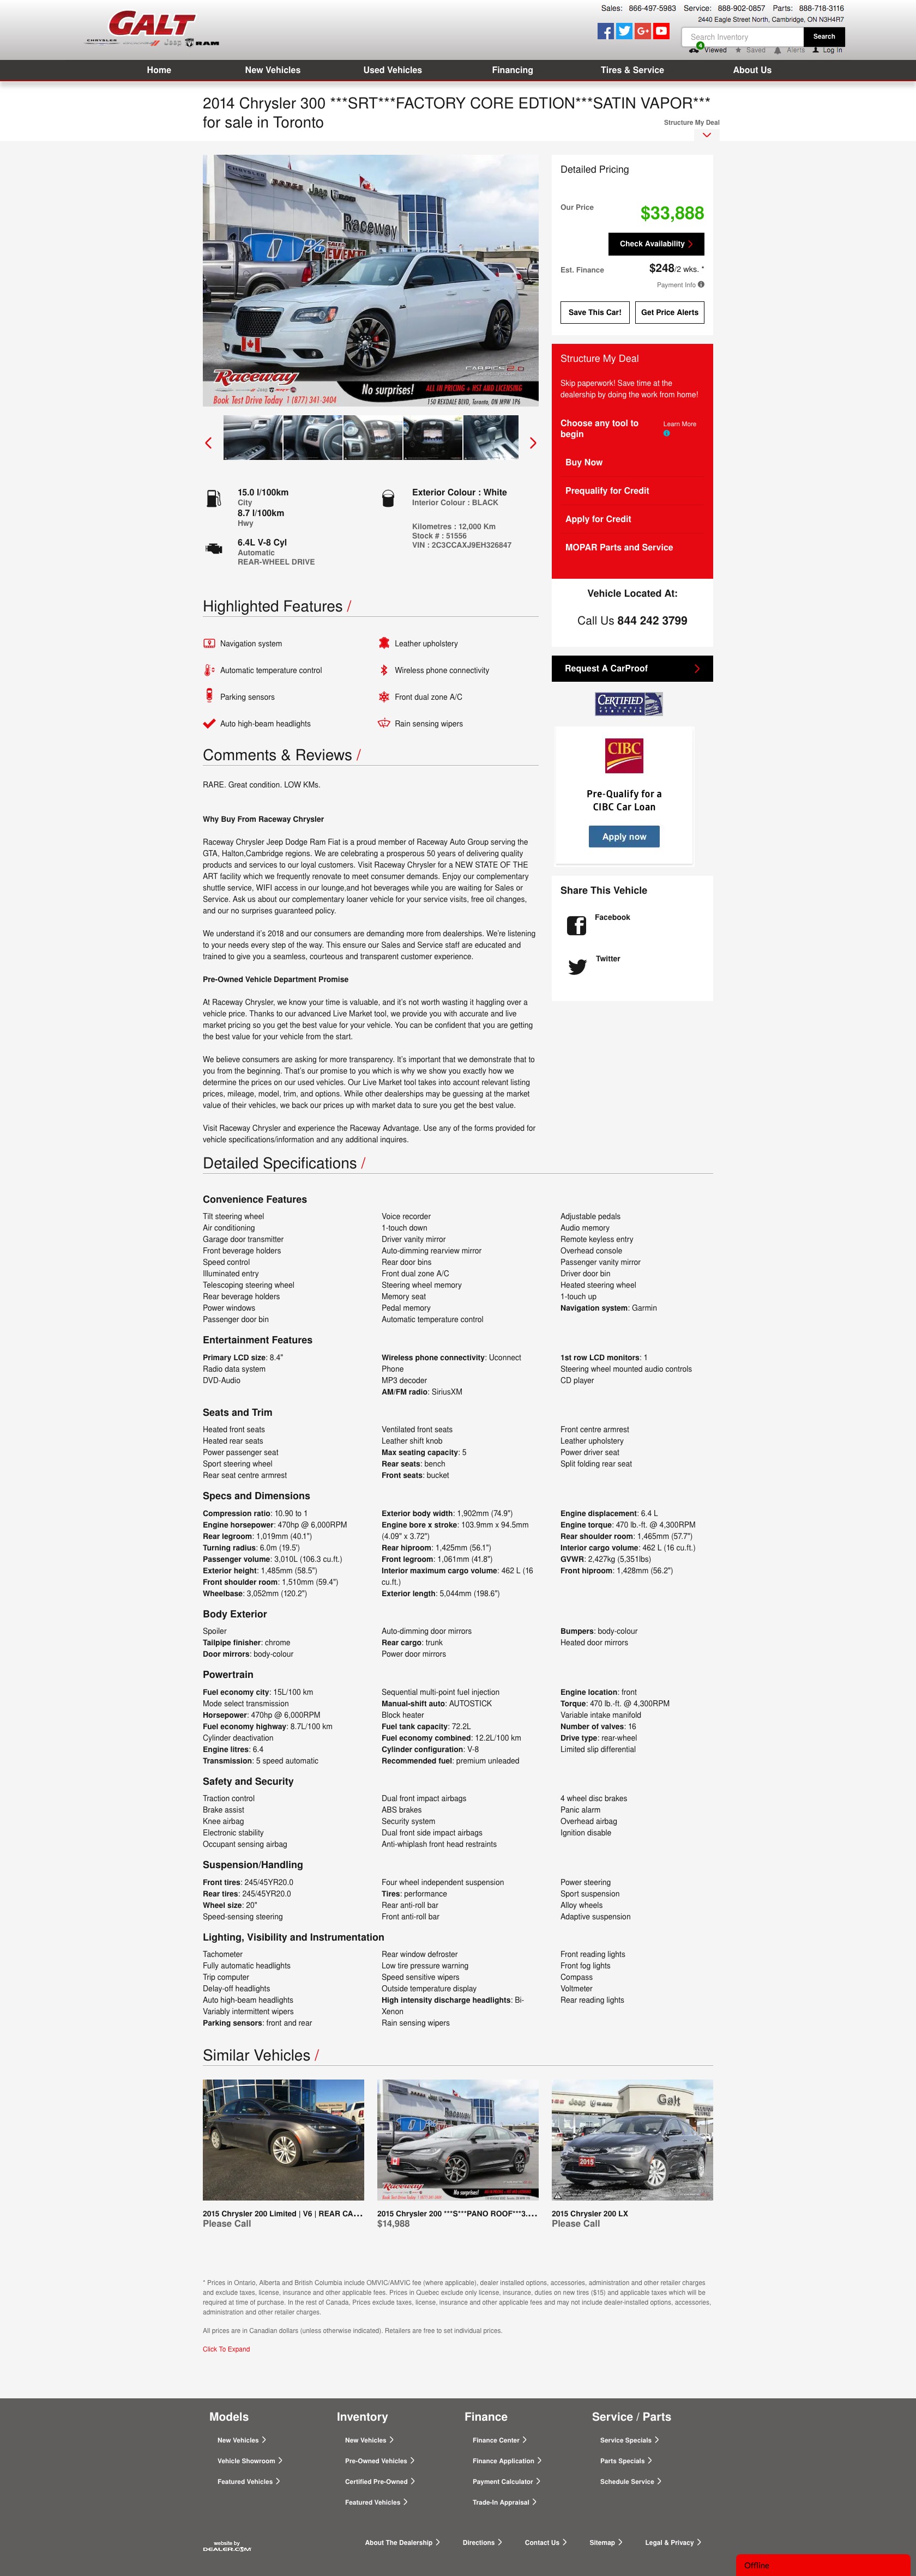 Sales: 866-497-5983 Service: 888-902-0857 Parts: 888-718-3116
2440 Eagle Street North, Cambridge, ON N3H4R7
GALT
CHRYSLER Jeep RAM
Search Inventory Search
4 Viewed Saved Alerts Log In
Home New Vehicles Used Vehicles Financing Tires & Service About Us
2014 Chrysler 300 ***SRT***FACTORY CORE EDTION***SATIN VAPOR***
for sale in Toronto
Structure My Deal
Raceway
0%
EVENT
Raceway
CARPICS2.0
No surprises! ALL IN PRICING + HST AND LICENSING
Book Test Drive Today 1 (877) 341-3404 150 REXDALE BLVD, Toronto, ON M9W 1P6
15.0 l/100km
City
8.7 l/100km
Hwy
6.4L V-8 Cyl
Automatic
REAR-WHEEL DRIVE
Exterior Colour : White
Interior Colour : BLACK
Kilometres : 12,000 Km
Stock # : 51556
VIN : 2C3CCAXJ9EH326847
Detailed Pricing
Our Price $33,888
Check Availability
Est. Finance $248/2 wks. *
Payment Info
Save This Car! Get Price Alerts
Structure My Deal
Skip paperwork! Save time at the
dealership by doing the work from home!
Choose any tool to
begin
Learn More
Buy Now
Prequalify for Credit
Apply for Credit
MOPAR Parts and Service
Vehicle Located At:
Call Us 844 242 3799
Request A CarProof
CERTIFIED
CIBC
Pre-Qualify for a
CIBC Car Loan
Apply now
Share This Vehicle
Facebook
Twitter
Highlighted Features /
Navigation system Leather upholstery
Automatic temperature control Wireless phone connectivity
Parking sensors Front dual zone A/C
Auto high-beam headlights Rain sensing wipers
Comments & Reviews /
RARE. Great condition. LOW KMs.
Why Buy From Raceway Chrysler
Raceway Chrysler Jeep Dodge Ram Fiat is a proud member of Raceway Auto Group serving the
GTA, Halton,Cambridge regions. We are celebrating a prosperous 50 years of delivering quality
products and services to our loyal customers. Visit Raceway Chrysler for a NEW STATE OF THE
ART facility which we frequently renovate to meet consumer demands. Enjoy our complementary
shuttle service, WIFI access in our lounge,and hot beverages while you are waiting for Sales or
Service. Ask us about our complementary loaner vehicle for your service visits, free oil changes,
and our no surprises guaranteed policy.
We understand it's 2018 and our consumers are demanding more from dealerships. We're listening
to your needs every step of the way. This ensure our Sales and Service staff are educated and
trained to give you a seamless, courteous and transparent customer experience.
Pre-Owned Vehicle Department Promise
At Raceway Chrysler, we know your time is valuable, and it's not worth wasting it haggling over a
vehicle price. Thanks to our advanced Live Market tool, we provide you with accurate and live
market pricing so you get the best value for your vehicle. You can be confident that you are getting
the best value for your vehicle from the start.
We believe consumers are asking for more transparency. It's important that we demonstrate that to
you from the beginning. That's our promise to you which is why we show you exactly how we
determine the prices on our used vehicles. Our Live Market tool takes into account relevant listing
prices, mileage, model, trim, and options. While other dealerships may be guessing at the market
value of their vehicles, we back our prices up with market data to sure you get the best value.
Visit Raceway Chrysler and experience the Raceway Advantage. Use any of the forms provided for
vehicle specifications/information and any additional inquires.
Detailed Specifications /
Convenience Features
Tilt steering wheel Voice recorder Adjustable pedals
Air conditioning 1-touch down Audio memory
Garage door transmitter Driver vanity mirror Remote keyless entry
Front beverage holders Auto-dimming rearview mirror Overhead console
Speed control Rear door bins Passenger vanity mirror
Illuminated entry Front dual zone A/C Driver door bin
Telescoping steering wheel Steering wheel memory Heated steering wheel
Rear beverage holders Memory seat 1-touch up
Power windows Pedal memory Navigation system: Garmin
Passenger door bin Automatic temperature control
Entertainment Features
Primary LCD size: 8.4" Wireless phone connectivity: Uconnect 1st row LCD monitors: 1
Radio data system Phone Steering wheel mounted audio controls
DVD-Audio MP3 decoder CD player
AM/FM radio: SiriusXM
Seats and Trim
Heated front seats Ventilated front seats Front centre armrest
Heated rear seats Leather shift knob Leather upholstery
Power passenger seat Max seating capacity: 5 Power driver seat
Sport steering wheel Rear seats: bench Split folding rear seat
Rear seat centre armrest Front seats: bucket
Specs and Dimensions
Compression ratio: 10.90 to 1 Exterior body width: 1,902mm (74.9") Engine displacement: 6.4 L
Engine horsepower: 470hp @ 6,000RPM Engine bore x stroke: 103.9mm x 94.5mm Engine torque: 470 lb.-ft. @ 4,300RPM
Rear legroom: 1,019mm (40.1") (4.09" x 3.72") Rear shoulder room: 1,465mm (57.7")
Turning radius: 6.0m (19.5') Rear hiproom: 1,425mm (56.1") Interior cargo volume: 462 L (16 cu.ft.)
Passenger volume: 3,010L (106.3 cu.ft.) Front legroom: 1,061mm (41.8") GVWR: 2,427kg (5,351lbs)
Exterior height: 1,485mm (58.5") Interior maximum cargo volume: 462 L (16 Front hiproom: 1,428mm (56.2")
Front shoulder room: 1,510mm (59.4") cu.ft.)
Wheelbase: 3,052mm (120.2") Exterior length: 5,044mm (198.6")
Body Exterior
Spoiler Auto-dimming door mirrors Bumpers: body-colour
Tailpipe finisher: chrome Rear cargo: trunk Heated door mirrors
Door mirrors: body-colour Power door mirrors
Powertrain
Fuel economy city: 15L/100 km Sequential multi-point fuel injection Engine location: front
Mode select transmission Manual-shift auto: AUTOSTICK Torque: 470 lb.-ft. @ 4,300RPM
Horsepower: 470hp @ 6,000RPM Block heater Variable intake manifold
Fuel economy highway: 8.7L/100 km Fuel tank capacity: 72.2L Number of valves: 16
Cylinder deactivation Fuel economy combined: 12.2L/100 km Drive type: rear-wheel
Engine litres: 6.4 Cylinder configuration: V-8 Limited slip differential
Transmission: 5 speed automatic Recommended fuel: premium unleaded
Safety and Security
Traction control Dual front impact airbags 4 wheel disc brakes
Brake assist ABS brakes Panic alarm
Knee airbag Security system Overhead airbag
Electronic stability Dual front side impact airbags Ignition disable
Occupant sensing airbag Anti-whiplash front head restraints
Suspension/Handling
Front tires: 245/45YR20.0 Four wheel independent suspension Power steering
Rear tires: 245/45YR20.0 Tires: performance Sport suspension
Wheel size: 20" Rear anti-roll bar Alloy wheels
Speed-sensing steering Front anti-roll bar Adaptive suspension
Lighting, Visibility and Instrumentation
Tachometer Rear window defroster Front reading lights
Fully automatic headlights Low tire pressure warning Front fog lights
Trip computer Speed sensitive wipers Compass
Delay-off headlights Outside temperature display Voltmeter
Auto high-beam headlights High intensity discharge headlights: Bi- Rear reading lights
Variably intermittent wipers Xenon
Parking sensors: front and rear Rain sensing wipers
Similar Vehicles /
2015 Chrysler 200 Limited | V6 | REAR CA... 2015 Chrysler 200 ***S***PANO ROOF***3.... 2015 Chrysler 200 LX
Please Call $14,988 Please Call
* Prices in Ontario, Alberta and British Columbia include OMVIC/AMVIC fee (where applicable), dealer installed options, accessories, administration and other retailer charges
and exclude taxes, license, insurance and other applicable fees. Prices in Quebec exclude only license, insurance, duties on new tires ($15) and applicable taxes which will be
required at time of purchase. In the rest of Canada, Prices exclude taxes, license, insurance and other applicable fees and may not include dealer-installed options, accessories,
administration and other retailer charges.
All prices are in Canadian dollars (unless otherwise indicated). Retailers are free to set individual prices.
Click To Expand
Models Inventory Finance Service / Parts
New Vehicles New Vehicles Finance Center Service Specials
Vehicle Showroom Pre-Owned Vehicles Finance Application Parts Specials
Featured Vehicles Certified Pre-Owned Payment Calculator Schedule Service
Featured Vehicles Trade-In Appraisal
website by
DEALER.COM
About The Dealership Directions Contact Us Sitemap Legal & Privacy
Offline